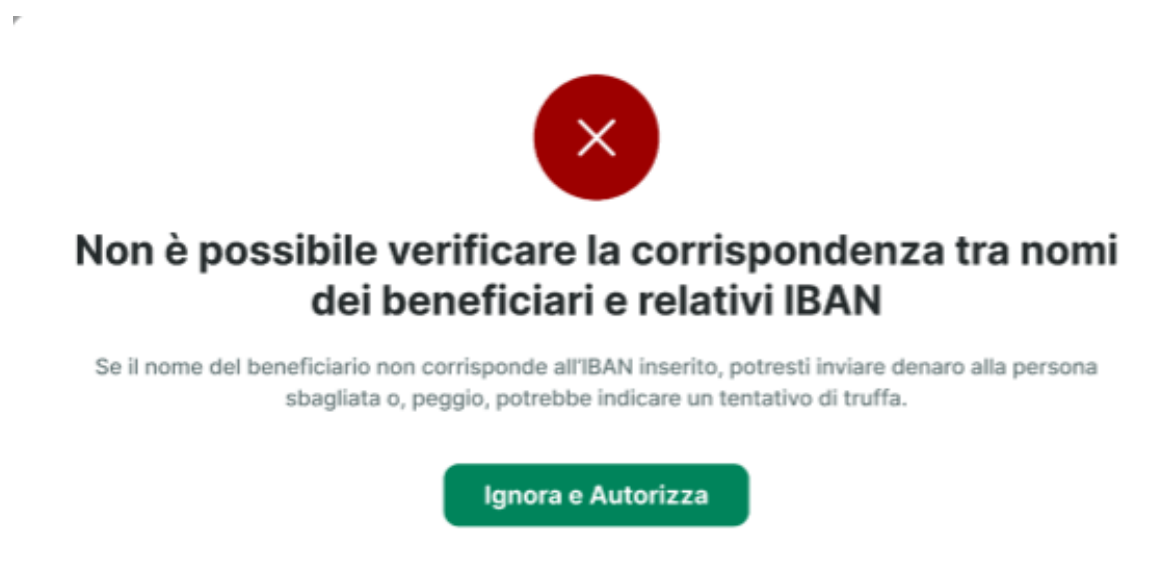 Non è possibile verificare la corrispondenza tra nomi
dei beneficiari e relativi IBAN
Se il nome del beneficiario non corrisponde all'IBAN inserito, potresti inviare denaro alla persona
sbagliata o, peggio, potrebbe indicare un tentativo di truffa.
Ignora e Autorizza